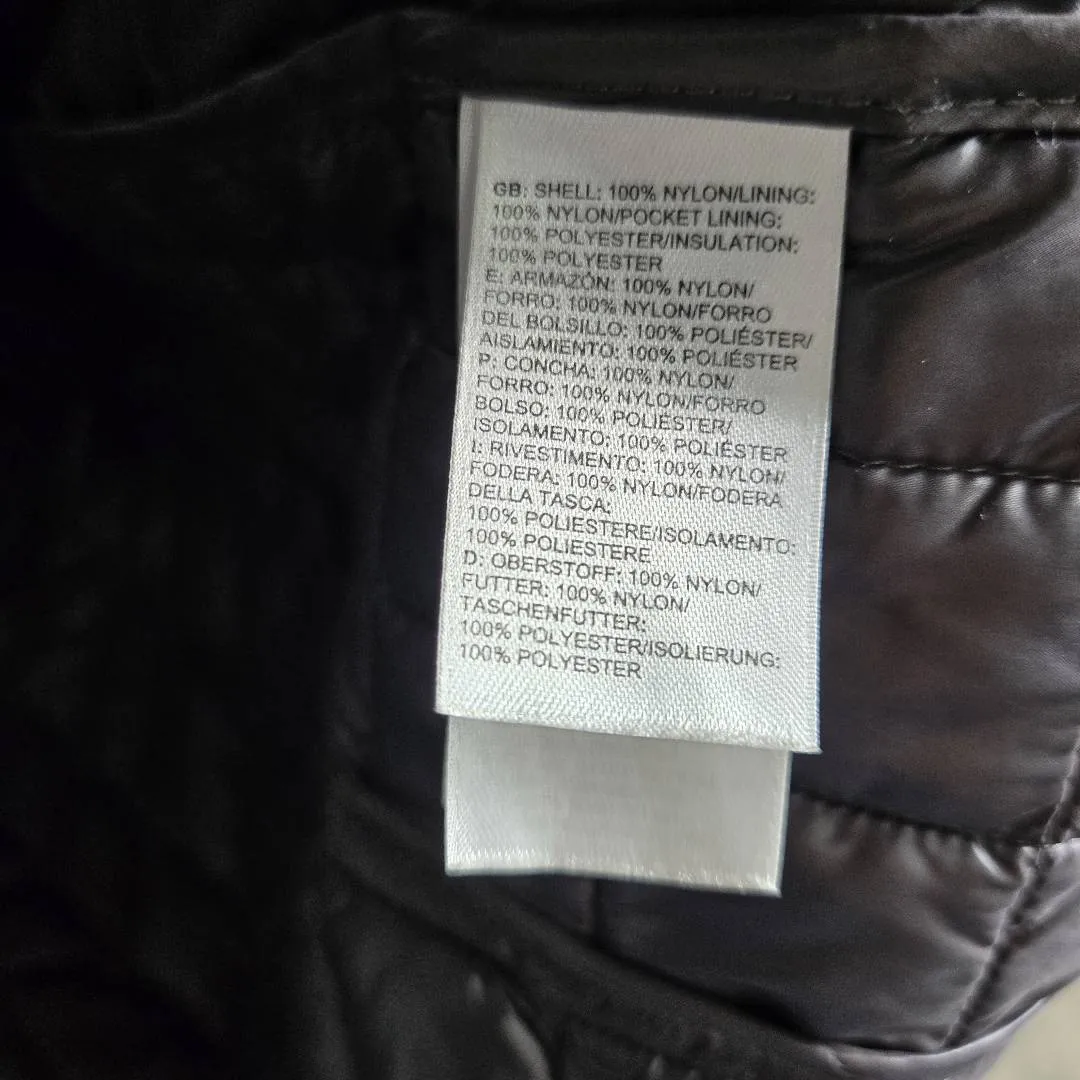 GB: SHELL: 100% NYLON/LINING:
100% NYLON/POCKET LINING:
100% POLYESTER/INSULATION:
100% POLYESTER
E: ARMAZÓN: 100% NYLON/
FORRO: 100% NYLON/FORRO
DEL BOLSILLO: 100% POLIÉSTER/
AISLAMIENTO: 100% POLIÉSTER
P: CONCHA: 100% NYLON/
FORRO: 100% NYLON/FORRO
BOLSO: 100% POLIÉSTER/
ISOLAMENTO: 100% POLIÉSTER
I: RIVESTIMENTO: 100% NYLON/
FODERA: 100% NYLON/FODERA
DELLA TASCA:
100% POLIESTERE/ISOLAMENTO:
100% POLIESTERE
D: OBERSTOFF: 100% NYLON/
FUTTER: 100% NYLON/
TASCHENFUTTER:
100% POLYESTER/ISOLIERUNG:
100% POLYESTER